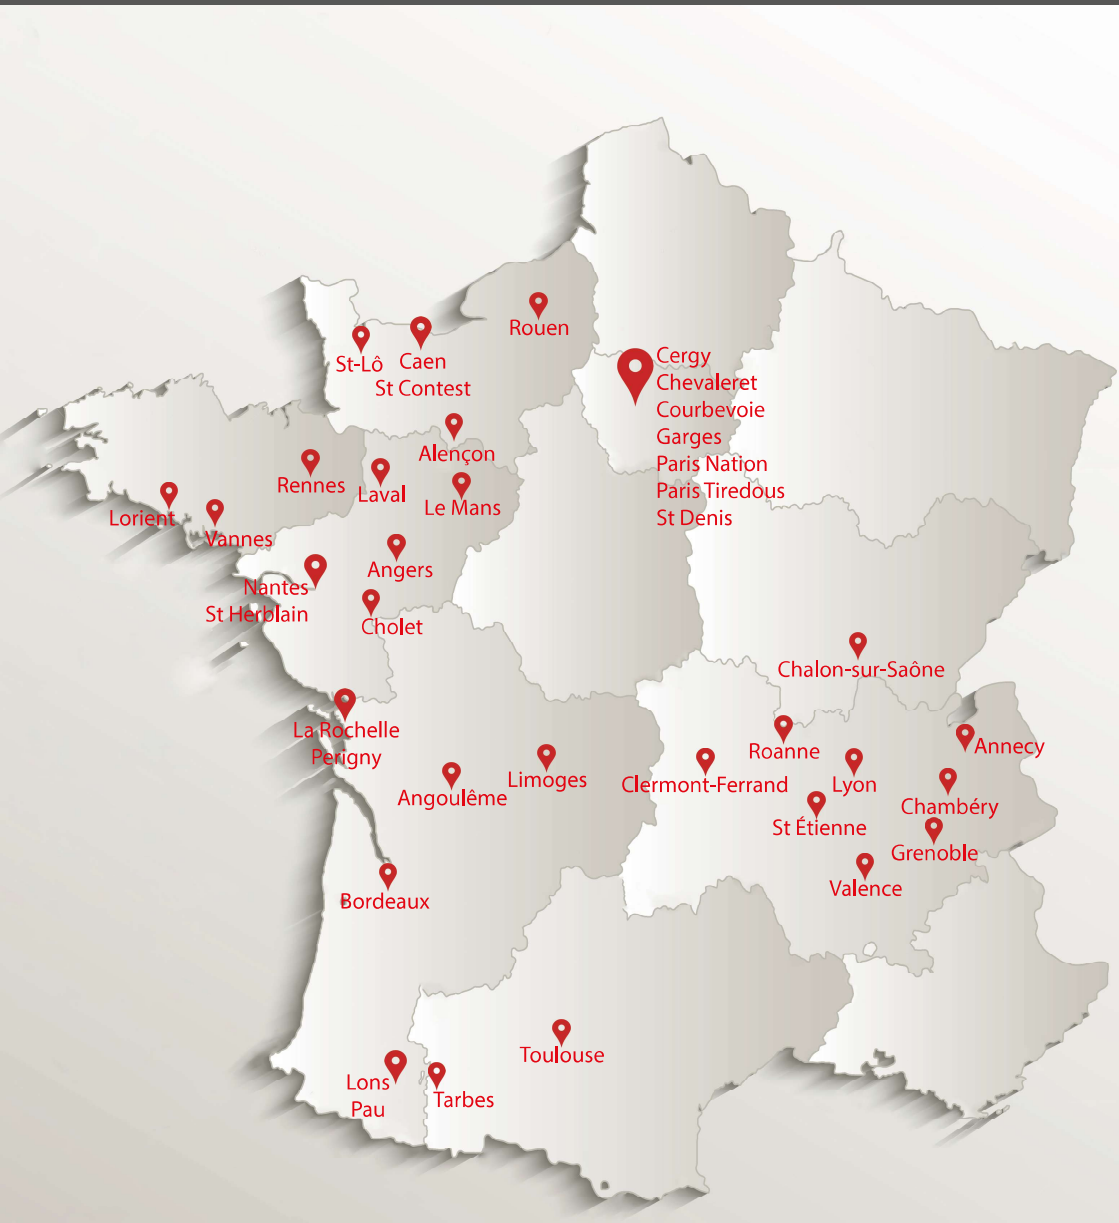 Rouen
St-Lô
Caen
St Contest
Cergy
Chevaleret
Courbevoie
Garges
Paris Nation
Paris Tiredous
St Denis
Alençon
Rennes
Laval
Le Mans
Lorient
Vannes
Angers
Nantes
St Herblain
Cholet
Chalon-sur-Saône
La Rochelle
Perigny
Roanne
Annecy
Limoges
Clermont-Ferrand
Lyon
Angoulême
Chambéry
St Étienne
Grenoble
Valence
Bordeaux
Toulouse
Lons
Pau
Tarbes